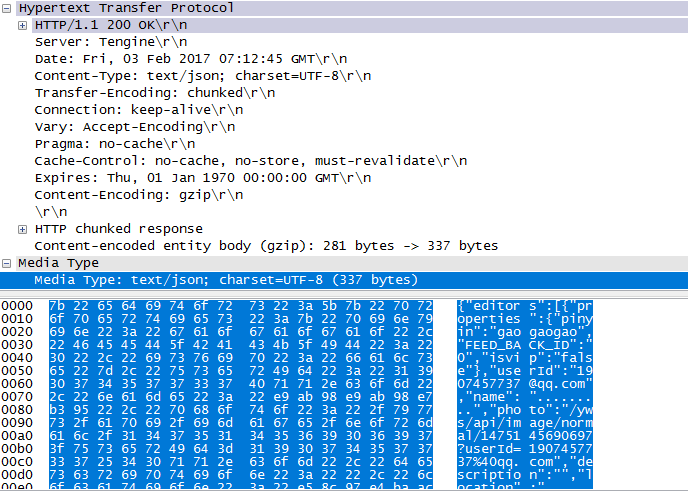 Hypertext Transfer Protocol
HTTP/1.1 200 OK\r\n
Server: Tengine\r\n
Date: Fri, 03 Feb 2017 07:12:45 GMT\r\n
Content-Type: text/json; charset=UTF-8\r\n
Transfer-Encoding: chunked\r\n
Connection: keep-alive\r\n
Vary: Accept-Encoding\r\n
Pragma: no-cache\r\n
Cache-Control: no-cache, no-store, must-revalidate\r\n
Expires: Thu, 01 Jan 1970 00:00:00 GMT\r\n
Content-Encoding: gzip\r\n
\r\n
HTTP chunked response
Content-encoded entity body (gzip): 281 bytes -> 337 bytes
Media Type
Media Type: text/json; charset=UTF-8 (337 bytes)
0000 7b 22 65 64 69 74 6f 72 73 22 3a 5b 7b 22 70 72 {"editor s":[{"pr
0010 6f 70 65 72 74 69 65 73 22 3a 7b 22 70 69 6e 79 operties ":{"piny
0020 69 6e 22 3a 22 67 61 6f 67 61 6f 67 61 6f 22 2c in":"gao gaogao",
0030 22 46 45 45 44 5f 42 41 43 4b 5f 49 44 22 3a 22 "FEED_BA CK_ID":"
0040 30 22 2c 22 69 73 76 69 70 22 3a 22 66 61 6c 73 0","isvi p":"fals
0050 65 22 7d 2c 22 75 73 65 72 49 64 22 3a 22 31 39 e"},"use rId":"19
0060 30 37 34 35 37 37 33 37 40 71 71 2e 63 6f 6d 22 07457737 @qq.com"
0070 2c 22 6e 61 6d 65 22 3a 22 e9 ab 98 e9 ab 98 e7 ,"name": ".......
0080 b3 95 22 2c 22 70 68 6f 74 6f 22 3a 22 2f 79 77 ..","pho to":"/yw
0090 73 2f 61 70 69 2f 69 6d 61 67 65 2f 6e 6f 72 6d s/api/im age/norm
00a0 61 6c 2f 31 34 37 35 31 34 35 36 39 30 36 39 37 al/14751 45690697
00b0 3f 75 73 65 72 49 64 3d 31 39 30 37 34 35 37 37 ?userId= 19074577
00c0 33 37 25 34 30 71 71 2e 63 6f 6d 22 2c 22 64 65 37%40qq. com","de
00d0 73 63 72 69 70 74 69 6f 6e 22 3a 22 22 2c 22 6c scriptio n":"","l
00e0 6f 63 61 74 69 6f 6e 22 3a 22 e5 8c 97 e4 ba ac ocation" :"......